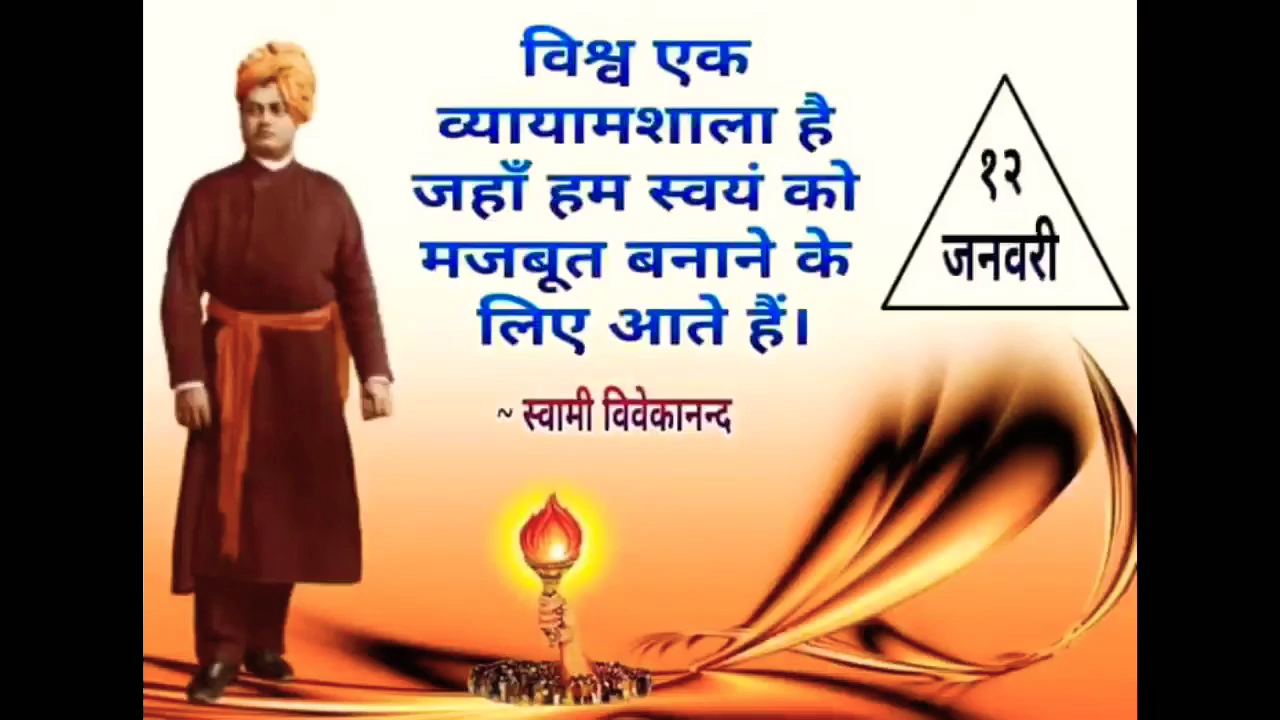 विश्व एक
व्यायामशाला है
जहाँ हम स्वयं को
मजबूत बनाने के
लिए आते हैं।
~ स्वामी विवेकानन्द
१२
जनवरी